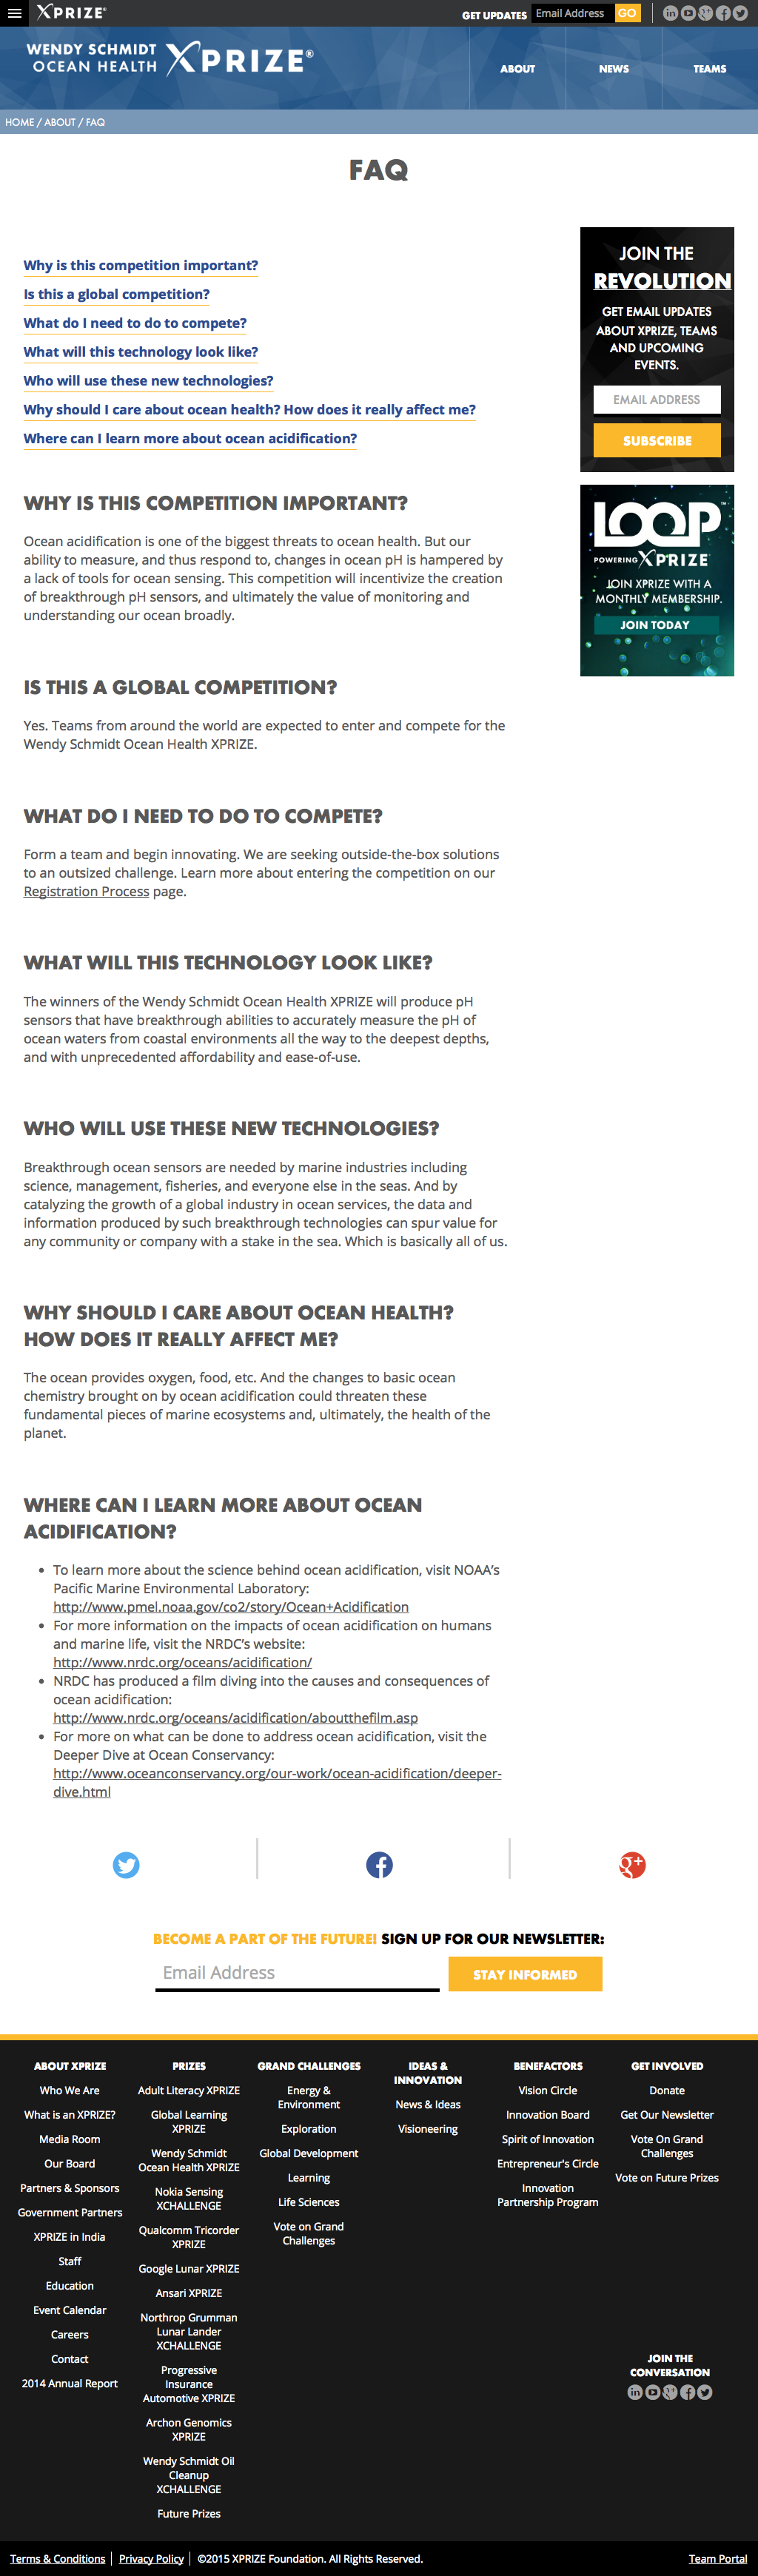 XPRIZE®
GET UPDATES Email Address GO
WENDY SCHMIDT
OCEAN HEALTH XPRIZE®
ABOUT NEWS TEAMS
HOME / ABOUT / FAQ
FAQ
Why is this competition important?
Is this a global competition?
What do I need to do to compete?
What will this technology look like?
Who will use these new technologies?
Why should I care about ocean health? How does it really affect me?
Where can I learn more about ocean acidification?
JOIN THE
REVOLUTION
GET EMAIL UPDATES
ABOUT XPRIZE, TEAMS
AND UPCOMING
EVENTS.
EMAIL ADDRESS
SUBSCRIBE
LOOP™
POWERING XPRIZE
JOIN XPRIZE WITH A
MONTHLY MEMBERSHIP.
JOIN TODAY
WHY IS THIS COMPETITION IMPORTANT?
Ocean acidification is one of the biggest threats to ocean health. But our
ability to measure, and thus respond to, changes in ocean pH is hampered by
a lack of tools for ocean sensing. This competition will incentivize the creation
of breakthrough pH sensors, and ultimately the value of monitoring and
understanding our ocean broadly.
IS THIS A GLOBAL COMPETITION?
Yes. Teams from around the world are expected to enter and compete for the
Wendy Schmidt Ocean Health XPRIZE.
WHAT DO I NEED TO DO TO COMPETE?
Form a team and begin innovating. We are seeking outside-the-box solutions
to an outsized challenge. Learn more about entering the competition on our
Registration Process page.
WHAT WILL THIS TECHNOLOGY LOOK LIKE?
The winners of the Wendy Schmidt Ocean Health XPRIZE will produce pH
sensors that have breakthrough abilities to accurately measure the pH of
ocean waters from coastal environments all the way to the deepest depths,
and with unprecedented affordability and ease-of-use.
WHO WILL USE THESE NEW TECHNOLOGIES?
Breakthrough ocean sensors are needed by marine industries including
science, management, fisheries, and everyone else in the seas. And by
catalyzing the growth of a global industry in ocean services, the data and
information produced by such breakthrough technologies can spur value for
any community or company with a stake in the sea. Which is basically all of us.
WHY SHOULD I CARE ABOUT OCEAN HEALTH?
HOW DOES IT REALLY AFFECT ME?
The ocean provides oxygen, food, etc. And the changes to basic ocean
chemistry brought on by ocean acidification could threaten these
fundamental pieces of marine ecosystems and, ultimately, the health of the
planet.
WHERE CAN I LEARN MORE ABOUT OCEAN
ACIDIFICATION?
• To learn more about the science behind ocean acidification, visit NOAA’s
Pacific Marine Environmental Laboratory:
http://www.pmel.noaa.gov/co2/story/Ocean+Acidification
• For more information on the impacts of ocean acidification on humans
and marine life, visit the NRDC’s website:
http://www.nrdc.org/oceans/acidification/
• NRDC has produced a film diving into the causes and consequences of
ocean acidification:
http://www.nrdc.org/oceans/acidification/aboutthefilm.asp
• For more on what can be done to address ocean acidification, visit the
Deeper Dive at Ocean Conservancy:
http://www.oceanconservancy.org/our-work/ocean-acidification/deeper-
dive.html
BECOME A PART OF THE FUTURE! SIGN UP FOR OUR NEWSLETTER:
Email Address STAY INFORMED
ABOUT XPRIZE
Who We Are
What is an XPRIZE?
Media Room
Our Board
Partners & Sponsors
Government Partners
XPRIZE in India
Staff
Education
Event Calendar
Careers
Contact
2014 Annual Report
PRIZES
Adult Literacy XPRIZE
Global Learning
XPRIZE
Wendy Schmidt
Ocean Health XPRIZE
Nokia Sensing
XCHALLENGE
Qualcomm Tricorder
XPRIZE
Google Lunar XPRIZE
Ansari XPRIZE
Northrop Grumman
Lunar Lander
XCHALLENGE
Progressive
Insurance
Automotive XPRIZE
Archon Genomics
XPRIZE
Wendy Schmidt Oil
Cleanup
XCHALLENGE
Future Prizes
GRAND CHALLENGES
Energy &
Environment
Exploration
Global Development
Learning
Life Sciences
Vote on Grand
Challenges
IDEAS &
INNOVATION
News & Ideas
Visioneering
BENEFACTORS
Vision Circle
Innovation Board
Spirit of Innovation
Entrepreneur's Circle
Innovation
Partnership Program
GET INVOLVED
Donate
Get Our Newsletter
Vote On Grand
Challenges
Vote on Future Prizes
JOIN THE
CONVERSATION
Terms & Conditions | Privacy Policy | ©2015 XPRIZE Foundation. All Rights Reserved. Team Portal